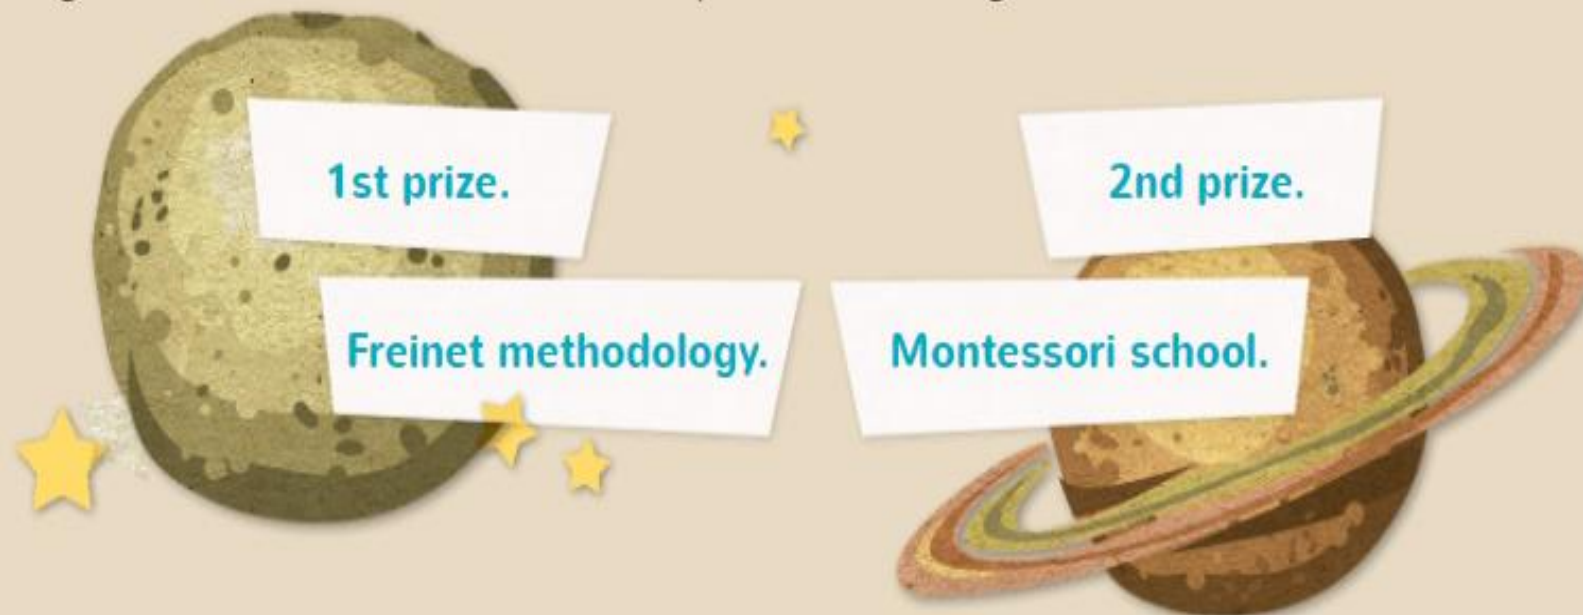 1st prize.
2nd prize.
Freinet methodology.
Montessori school.